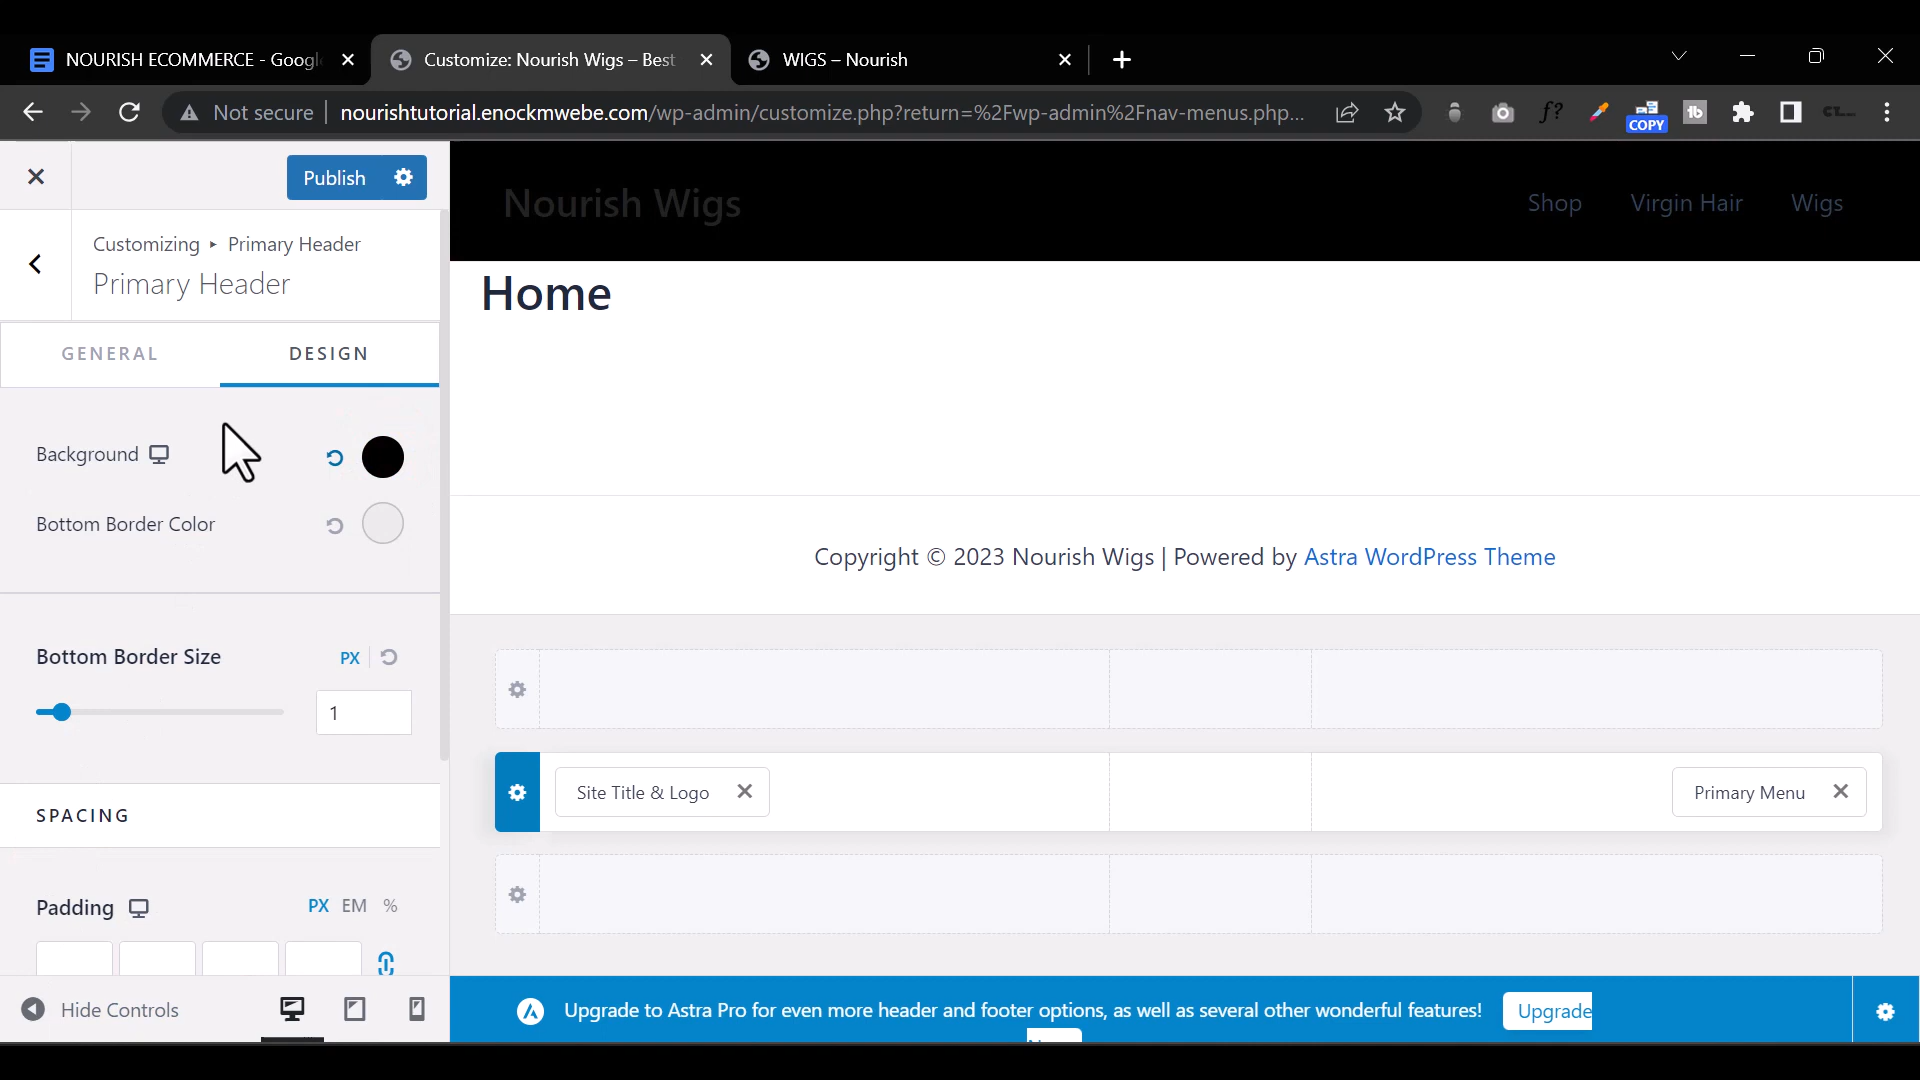 NOURISH ECOMMERCE - Googl
Customize: Nourish Wigs – Best
WIGS – Nourish
Not secure
nourishtutorial.enockmwebe.com/wp-admin/customize.php?return=%2Fwp-admin%2Fnav-menus.php...
f?
COPY
tb
Publish
Customizing ▸ Primary Header
Primary Header
GENERAL
DESIGN
Background
Bottom Border Color
Bottom Border Size
PX
1
SPACING
Padding
PX EM %
Hide Controls
Nourish Wigs
Shop
Virgin Hair
Wigs
Home
Copyright © 2023 Nourish Wigs | Powered by Astra WordPress Theme
Site Title & Logo
Primary Menu
Upgrade to Astra Pro for even more header and footer options, as well as several other wonderful features!
Upgrade